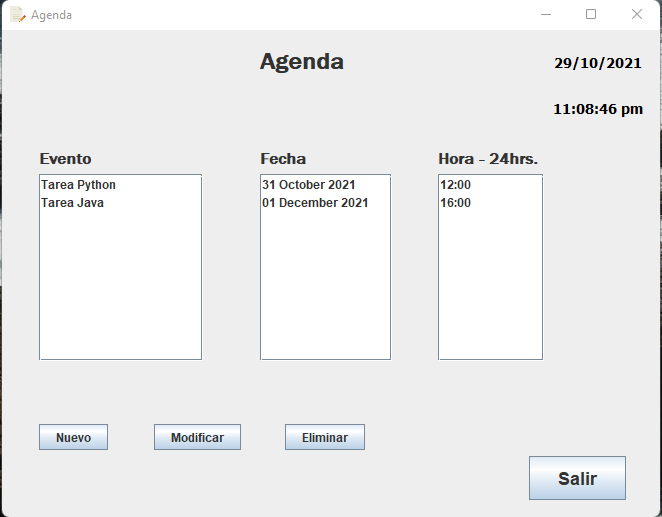 Agenda
Agenda
29/10/2021
11:08:46 pm
Evento Fecha Hora - 24hrs.
Tarea Python 31 October 2021 12:00
Tarea Java 01 December 2021 16:00
Nuevo Modificar Eliminar
Salir